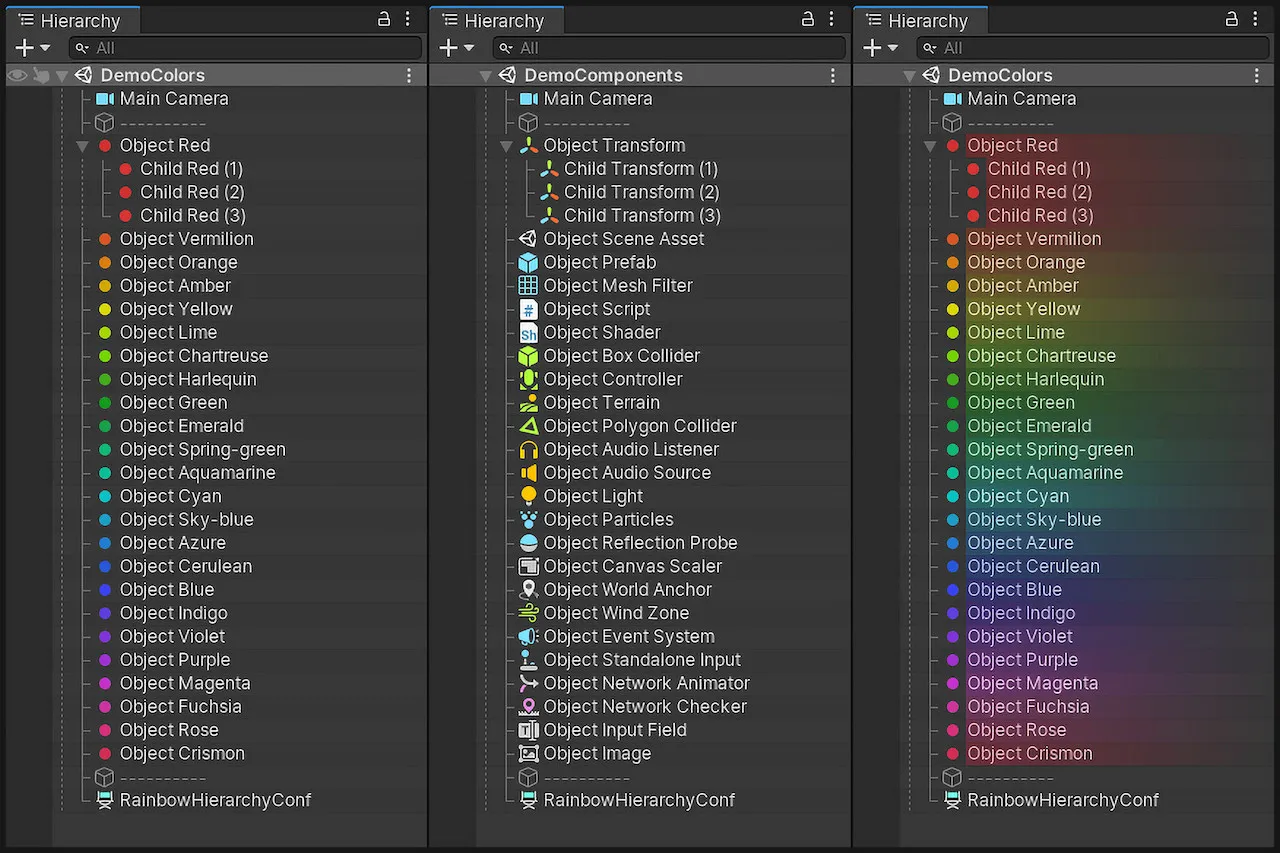 Hierarchy
All
DemoColors
Main Camera
----------
Object Red
Child Red (1)
Child Red (2)
Child Red (3)
Object Vermilion
Object Orange
Object Amber
Object Yellow
Object Lime
Object Chartreuse
Object Harlequin
Object Green
Object Emerald
Object Spring-green
Object Aquamarine
Object Cyan
Object Sky-blue
Object Azure
Object Cerulean
Object Blue
Object Indigo
Object Violet
Object Purple
Object Magenta
Object Fuchsia
Object Rose
Object Crismon
----------
RainbowHierarchyConf
Hierarchy
All
DemoComponents
Main Camera
----------
Object Transform
Child Transform (1)
Child Transform (2)
Child Transform (3)
Object Scene Asset
Object Prefab
Object Mesh Filter
# Object Script
Sh Object Shader
Object Box Collider
Object Controller
Object Terrain
Object Polygon Collider
Object Audio Listener
Object Audio Source
Object Light
Object Particles
Object Reflection Probe
Object Canvas Scaler
Object World Anchor
Object Wind Zone
Object Event System
Object Standalone Input
Object Network Animator
Object Network Checker
Object Input Field
Object Image
----------
RainbowHierarchyConf
Hierarchy
All
DemoColors
Main Camera
----------
Object Red
Child Red (1)
Child Red (2)
Child Red (3)
Object Vermilion
Object Orange
Object Amber
Object Yellow
Object Lime
Object Chartreuse
Object Harlequin
Object Green
Object Emerald
Object Spring-green
Object Aquamarine
Object Cyan
Object Sky-blue
Object Azure
Object Cerulean
Object Blue
Object Indigo
Object Violet
Object Purple
Object Magenta
Object Fuchsia
Object Rose
Object Crismon
----------
RainbowHierarchyConf